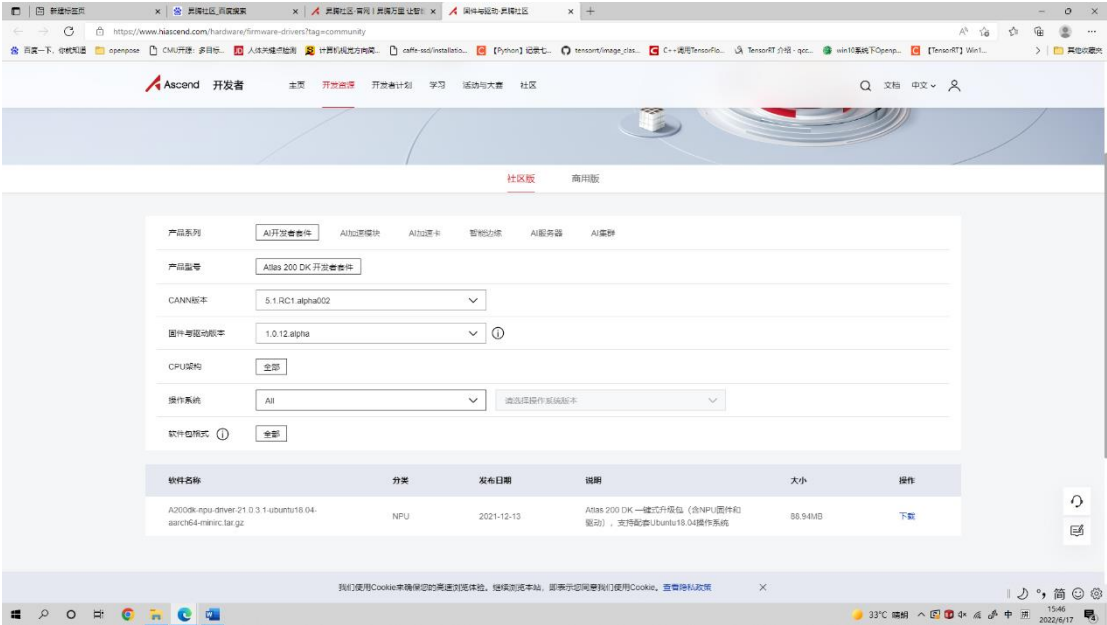 新建标签页
昇腾社区_百度搜索
昇腾社区-官网丨昇腾万里 让智
固件与驱动-昇腾社区
https://www.hiascend.com/hardware/firmware-drivers?tag=community
百度一下，你就知道
openpose
CMU开源：多目标...
人体关键点检测
计算机视觉方向简...
caffe-ssd/installatio...
【Python】记录七...
tensorrt/image_clas...
C++调用TensorFlo...
TensorRT 介绍 - qcc...
win10系统下Openp...
【TensorRT】Win1...
其他收藏夹
Ascend 开发者
主页 开发资源 开发者计划 学习 活动与大赛 社区
文档 中文
社区版 商用版
产品系列 AI开发者套件 AI加速模块 AI加速卡 智能边缘 AI服务器 AI集群
产品型号 Atlas 200 DK 开发者套件
CANN版本 5.1.RC1.alpha002
固件与驱动版本 1.0.12.alpha
CPU架构 全部
操作系统 All 请选择操作系统版本
软件包格式 全部
软件名称 分类 发布日期 说明 大小 操作
A200dk-npu-driver-21.0.3.1-ubuntu18.04-
aarch64-minirc.tar.gz
NPU
2021-12-13
Atlas 200 DK 一键式升级包（含NPU固件和
驱动），支持配套Ubuntu18.04操作系统
88.94MB
下载
我们使用Cookie来确保您的高速浏览体验。继续浏览本站，即表示您同意我们使用Cookie。查看隐私政策
简
33°C 晴朗
中
拼
15:46
2022/6/17